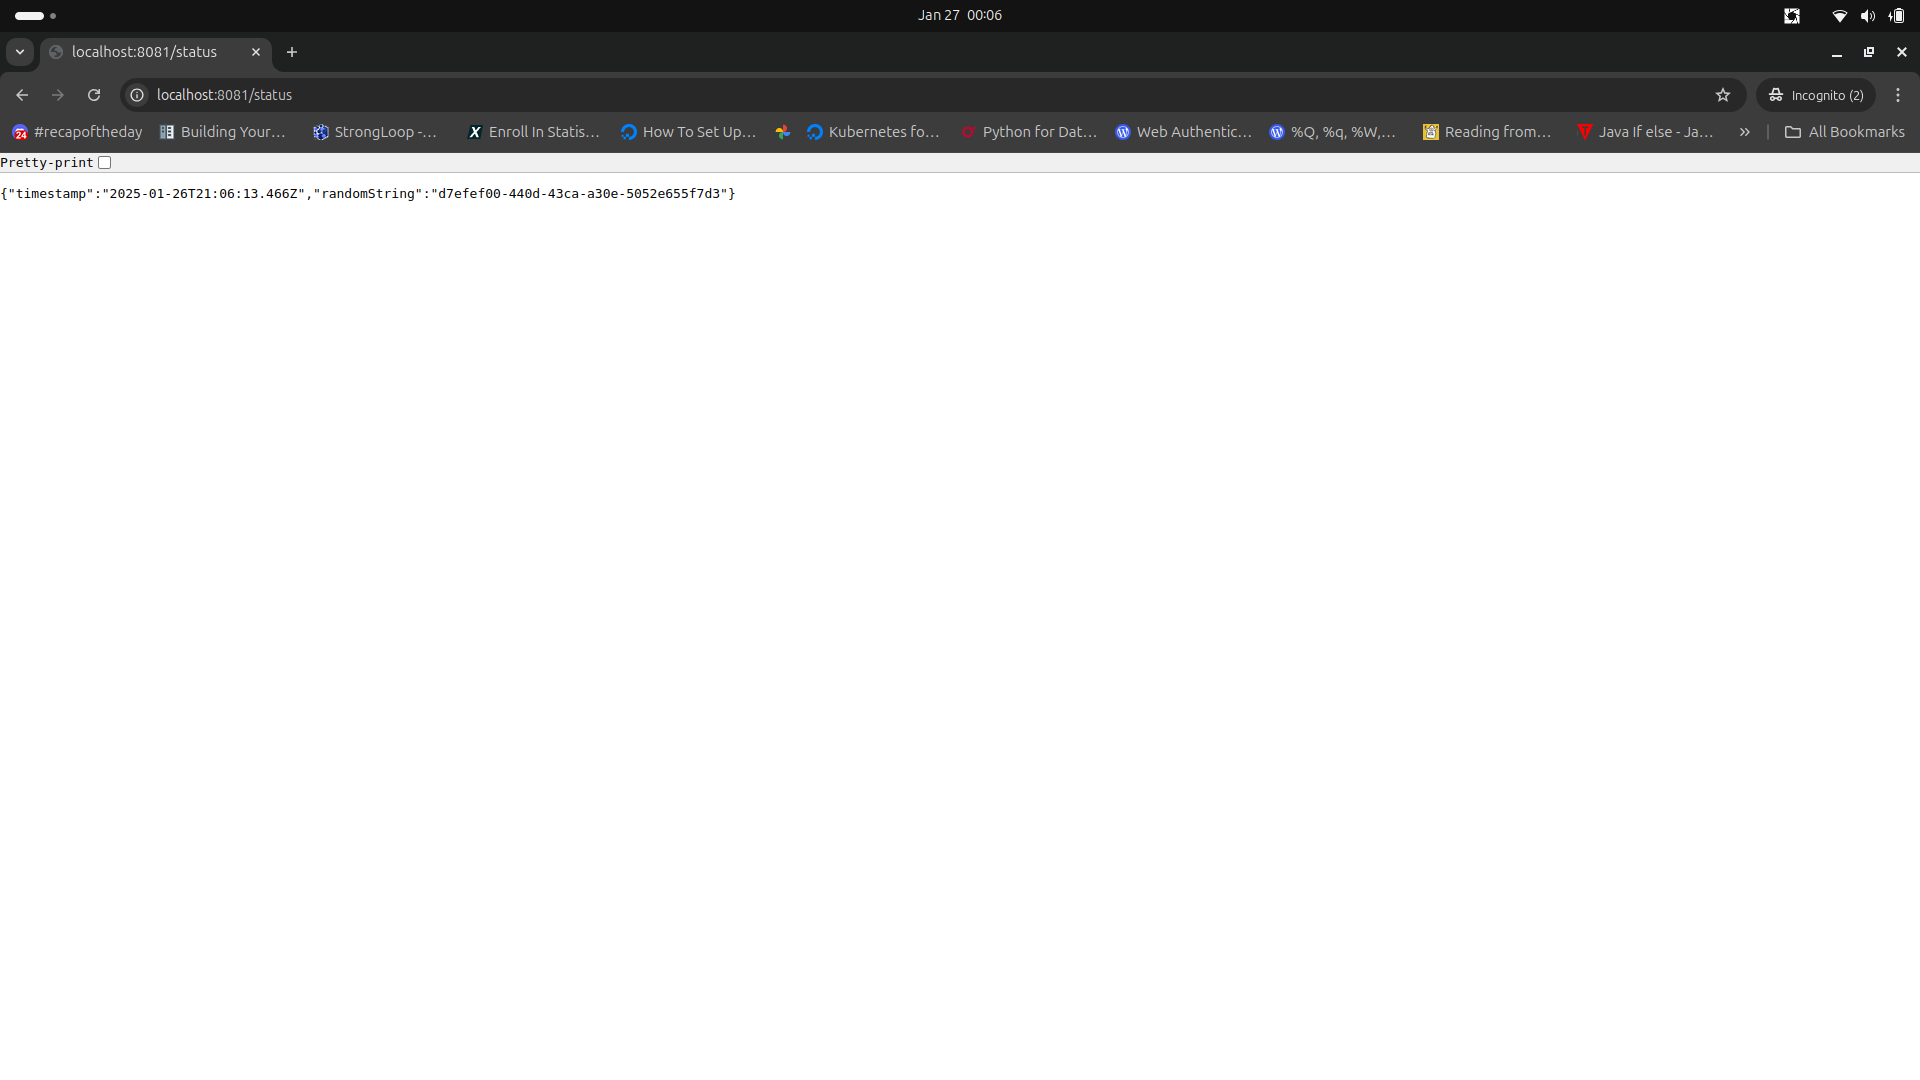 Jan 27 00:06
localhost:8081/status
localhost:8081/status
Incognito (2)
#recapoftheday
Building Your...
StrongLoop -...
Enroll In Statis...
How To Set Up...
Kubernetes fo...
Python for Dat...
Web Authentic...
%Q, %q, %W,...
Reading from...
Java If else - Ja...
All Bookmarks
Pretty-print
{"timestamp":"2025-01-26T21:06:13.466Z","randomString":"d7efef00-440d-43ca-a30e-5052e655f7d3"}